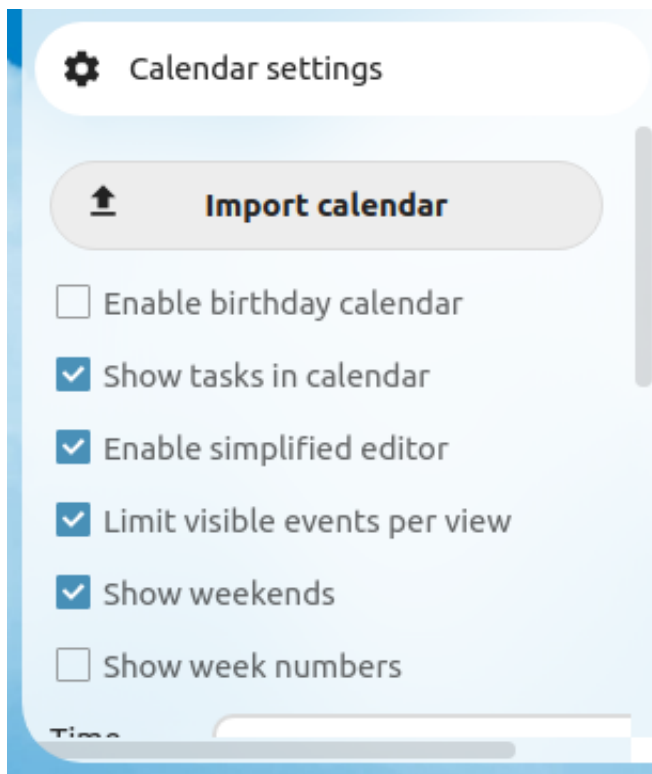 Calendar settings
Import calendar
Enable birthday calendar
Show tasks in calendar
Enable simplified editor
Limit visible events per view
Show weekends
Show week numbers
Time